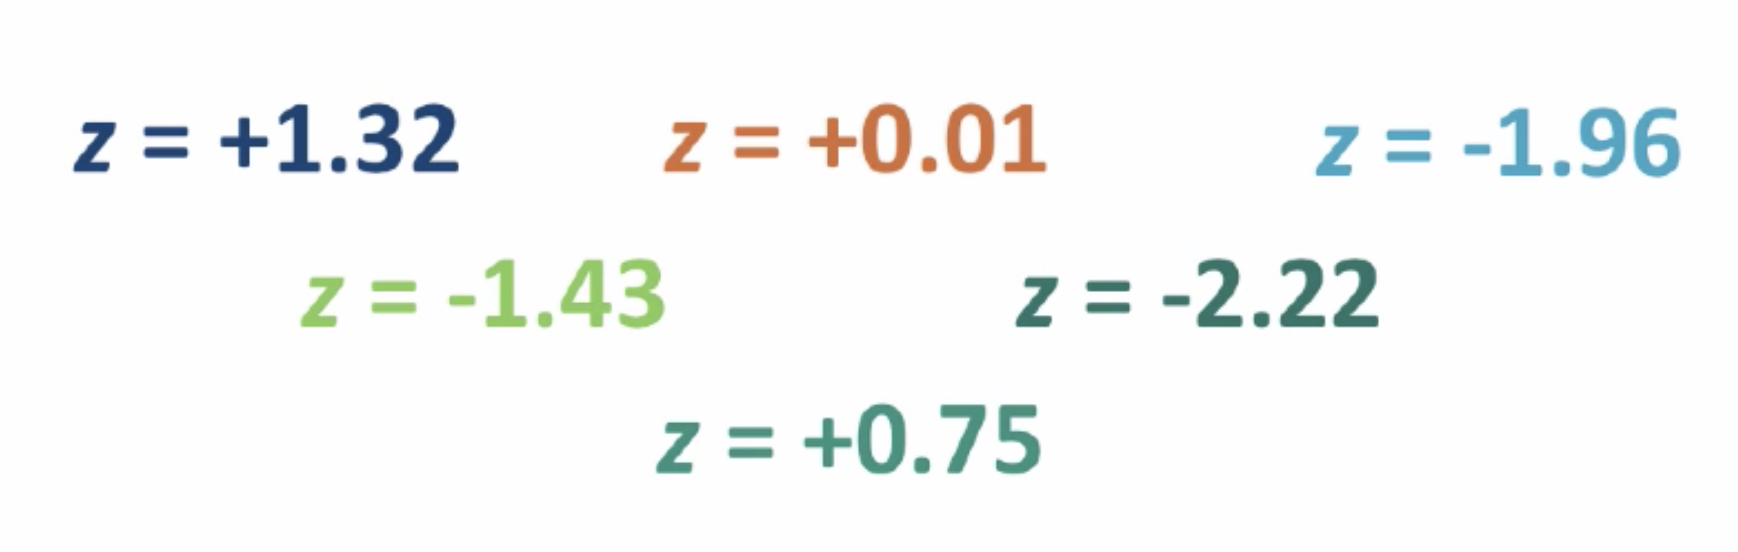 z = +1.32 z = +0.01 z = -1.96
z = -1.43 z = -2.22
z = +0.75